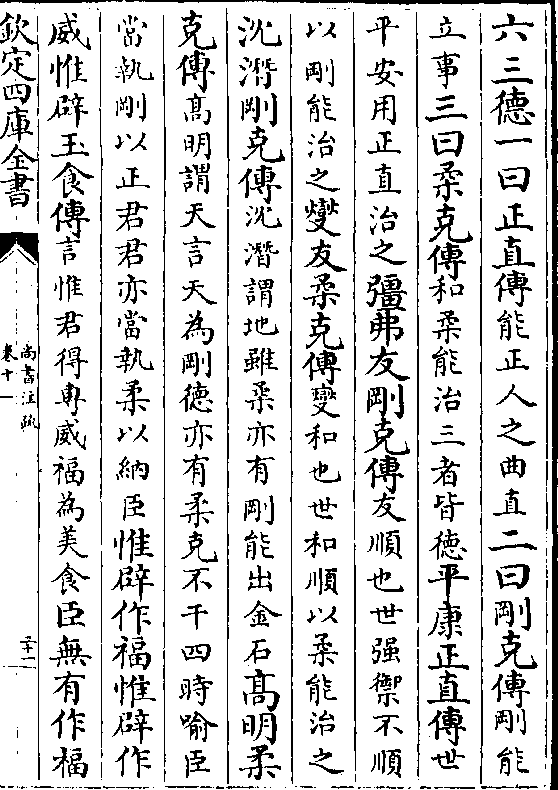 六三德一曰正直傳能正人之曲直二曰剛克傳剛能
立事三曰柔克傳和柔能治三者皆德平康正直傳世
平安用正直治之彊弗友剛克傳友順也世强禦不順
以剛能治之燮友柔克傳燮和也世和順以柔能治之
沈潛剛克傳沈潛謂地雖柔亦有剛能出金石髙明柔
克傳髙明謂天言天為剛德亦有柔克不干四時喻臣
當執剛以正君君亦當執柔以納臣惟辟作福惟辟作
威惟辟玉食傳言惟君得專威福為美食臣無有作福
欽定四庫全書
尚書注疏
卷十一
二十一